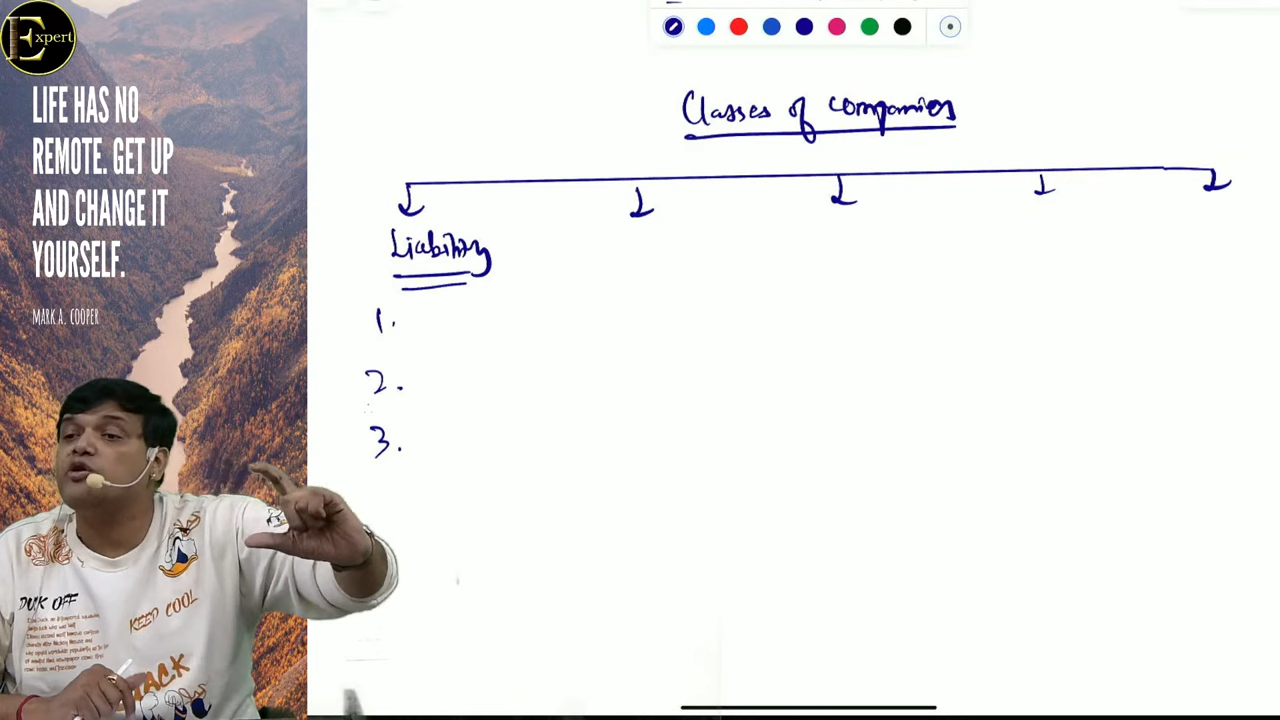 Expert
LIFE HAS NO
REMOTE. GET UP
AND CHANGE IT
YOURSELF.
MARK A. COOPER
Classes of companies
Liability
1.
2.
3.
DUCK OFF
KEEP COOL